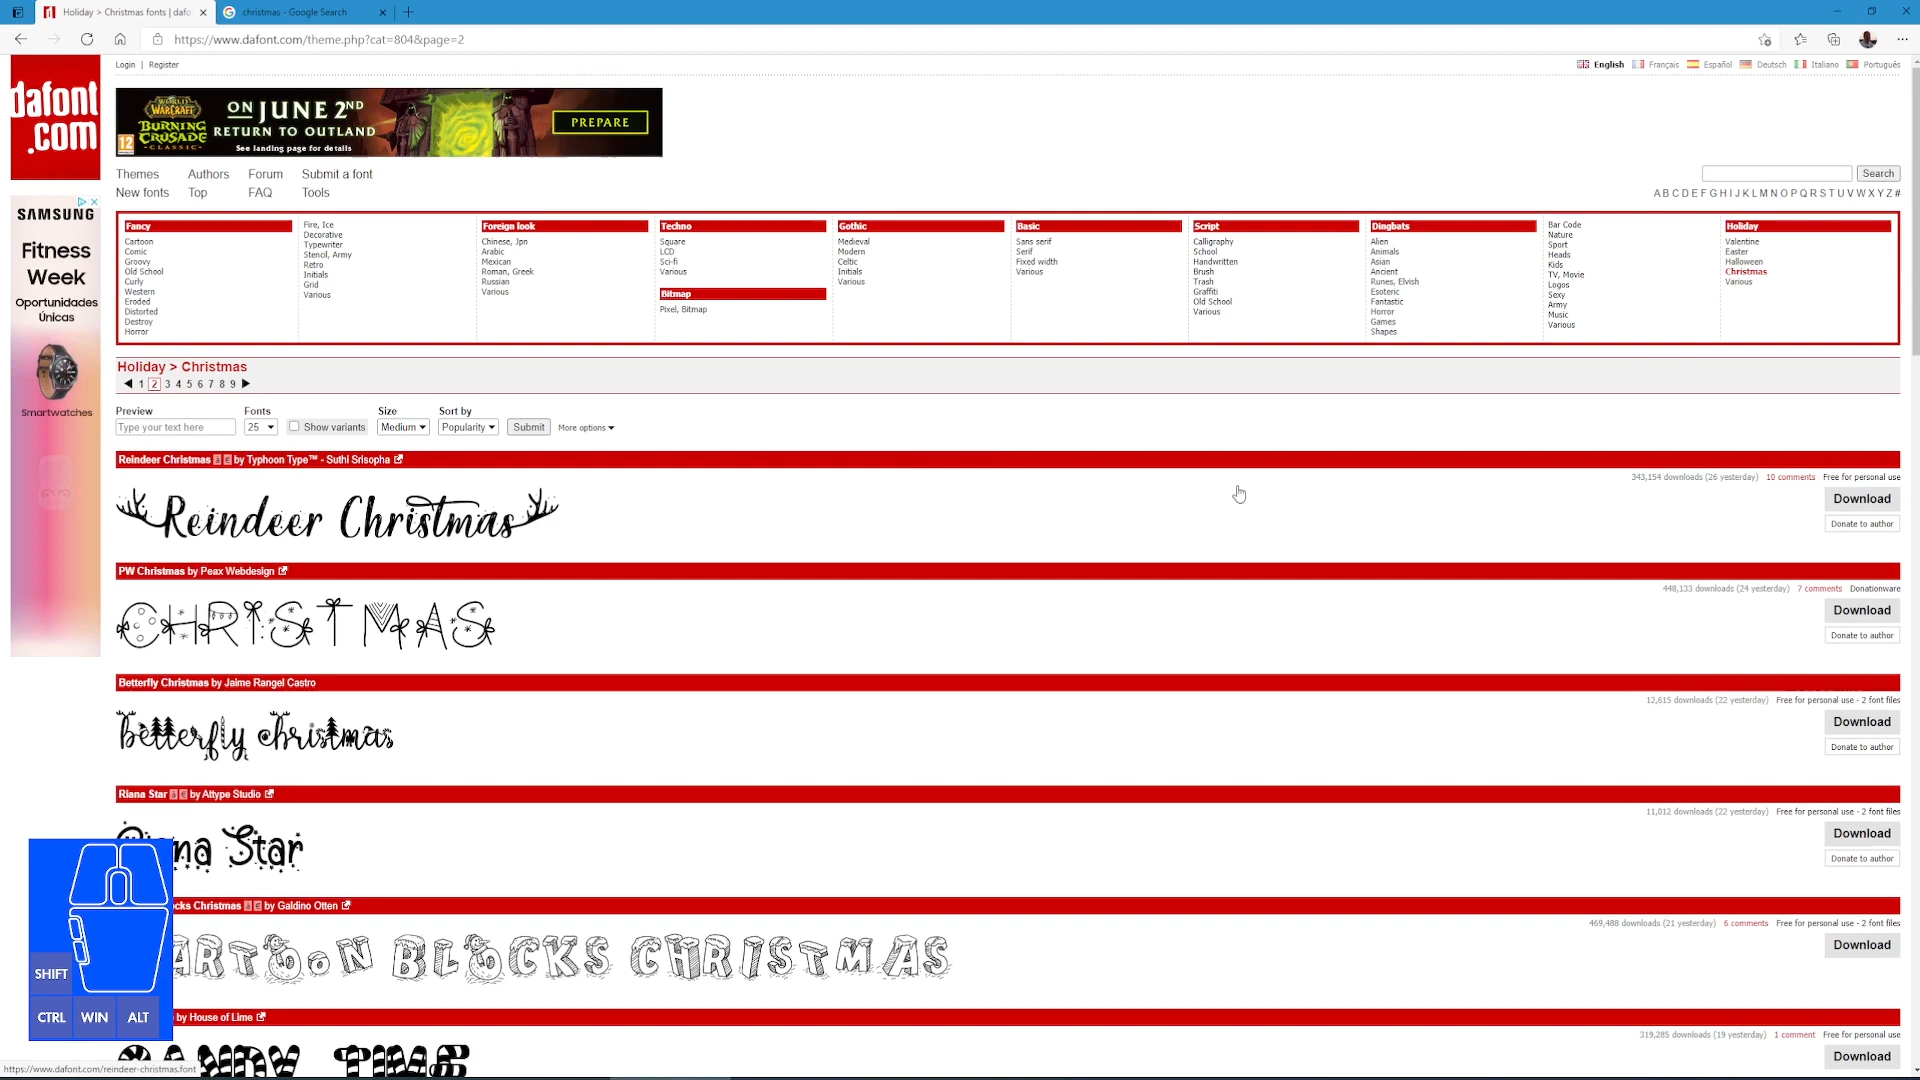 Holiday > Christmas fonts | dafo
christmas - Google Search
https://www.dafont.com/theme.php?cat=804&page=2
dafont
.com
Login | Register
English Français Español Deutsch Italiano Português
WORLD
WARCRAFT
BURNING
CRUSADE
CLASSIC
12
ON JUNE 2ND
RETURN TO OUTLAND
See landing page for details
PREPARE
Themes Authors Forum Submit a font
New fonts Top FAQ Tools
Search
A B C D E F G H I J K L M N O P Q R S T U V W X Y Z #
SAMSUNG
Fitness
Week
Oportunidades
Únicas
Smartwatches
Fancy
Cartoon
Comic
Groovy
Old School
Curly
Western
Eroded
Distorted
Destroy
Horror
Fire, Ice
Decorative
Typewriter
Stencil, Army
Retro
Initials
Grid
Various
Foreign look
Chinese, Jpn
Arabic
Mexican
Roman, Greek
Russian
Various
Techno
Square
LCD
Sci-fi
Various
Bitmap
Pixel, Bitmap
Gothic
Medieval
Modern
Celtic
Initials
Various
Basic
Sans serif
Serif
Fixed width
Various
Script
Calligraphy
School
Handwritten
Brush
Trash
Graffiti
Old School
Various
Dingbats
Alien
Animals
Asian
Ancient
Runes, Elvish
Esoteric
Fantastic
Horror
Games
Shapes
Bar Code
Nature
Sport
Heads
Kids
TV, Movie
Logos
Sexy
Army
Music
Various
Holiday
Valentine
Easter
Halloween
Christmas
Various
Holiday > Christmas
1 2 3 4 5 6 7 8 9
Preview Fonts Size Sort by
Type your text here 25 Show variants Medium Popularity Submit More options
Reindeer Christmas à € by Typhoon Type™ - Suthi Srisopha
343,154 downloads (26 yesterday) 10 comments Free for personal use
Reindeer Christmas
Download
Donate to author
PW Christmas by Peax Webdesign
448,133 downloads (24 yesterday) 7 comments Donationware
CHRISTMAS
Download
Donate to author
Betterfly Christmas by Jaime Rangel Castro
12,615 downloads (22 yesterday) Free for personal use - 2 font files
betterfly christmas
Download
Donate to author
Riana Star à € by Attype Studio
11,012 downloads (22 yesterday) Free for personal use - 2 font files
na Star
Download
Donate to author
cks Christmas à € by Galdino Otten
469,488 downloads (21 yesterday) 6 comments Free for personal use - 2 font files
ARTOON BLOCKS CHRISTMAS
Download
by House of Lime
319,285 downloads (19 yesterday) 1 comment Free for personal use
CANDY TIME
Download
SHIFT
CTRL WIN ALT
https://www.dafont.com/reindeer-christmas.font